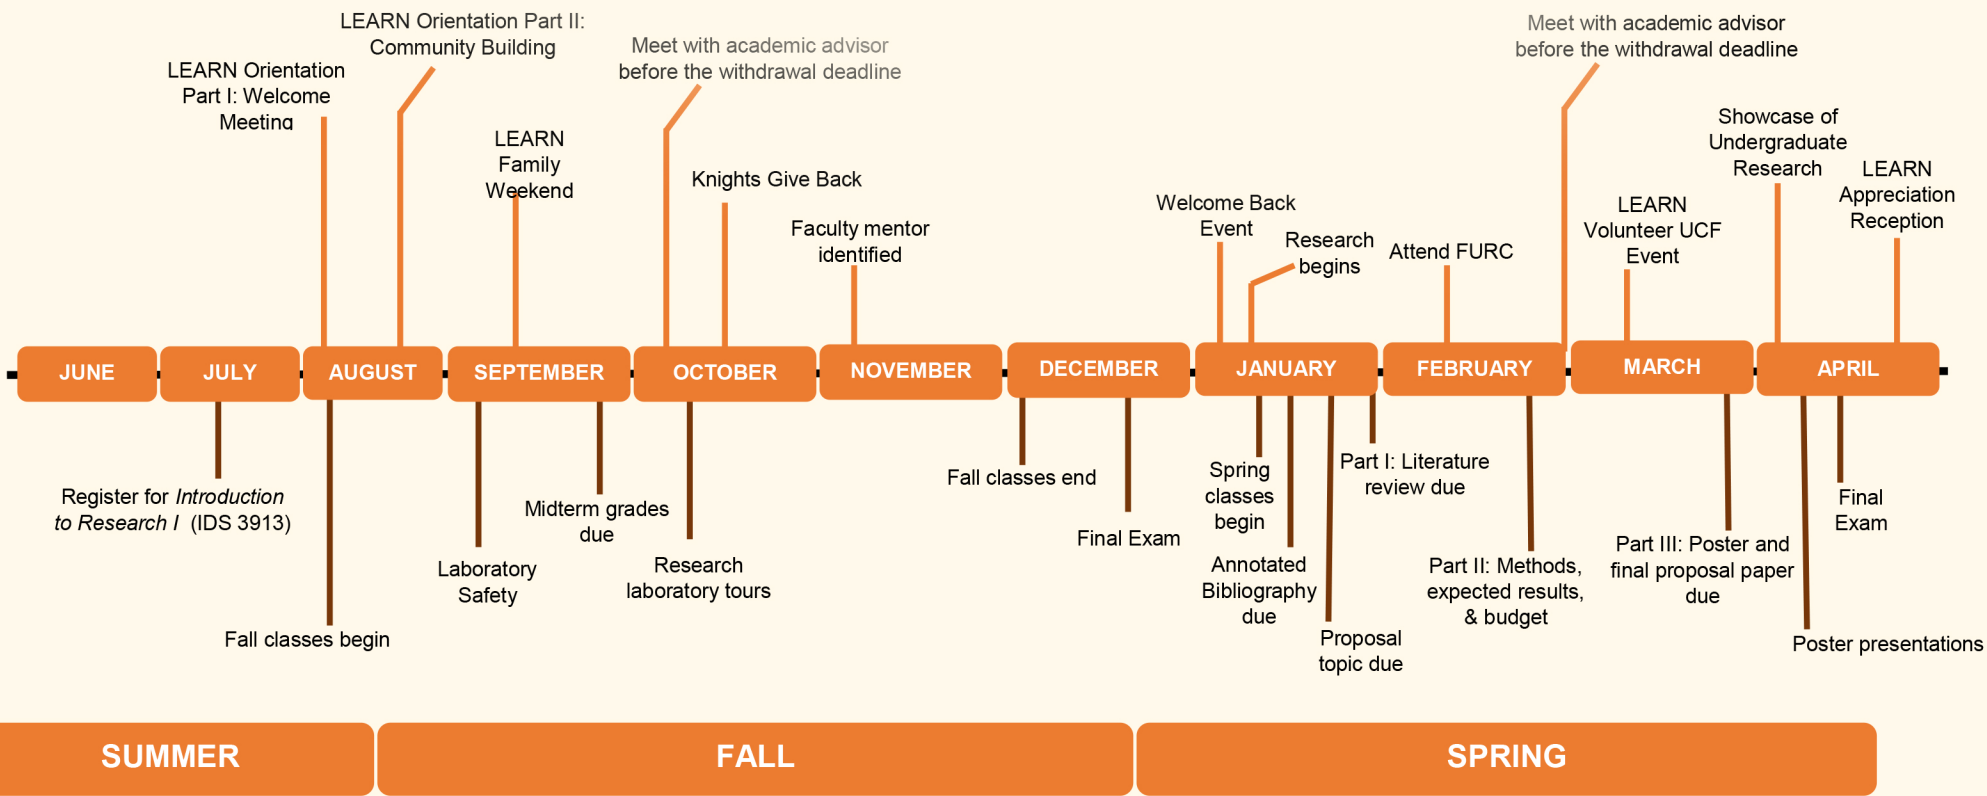 LEARN Orientation
Part I: Welcome
Meeting
LEARN Orientation Part II:
Community Building
LEARN
Family
Weekend
Meet with academic advisor
before the withdrawal deadline
Knights Give Back
Faculty mentor
identified
Welcome Back
Event
Research
begins
Attend FURC
Meet with academic advisor
before the withdrawal deadline
LEARN
Volunteer UCF
Event
Showcase of
Undergraduate
Research
LEARN
Appreciation
Reception
JUNE
JULY
AUGUST
SEPTEMBER
OCTOBER
NOVEMBER
DECEMBER
JANUARY
FEBRUARY
MARCH
APRIL
Register for Introduction
to Research I (IDS 3913)
Fall classes begin
Laboratory
Safety
Midterm grades
due
Research
laboratory tours
Fall classes end
Final Exam
Spring
classes
begin
Annotated
Bibliography
due
Proposal
topic due
Part I: Literature
review due
Part II: Methods,
expected results,
& budget
Part III: Poster and
final proposal paper
due
Poster presentations
Final
Exam
SUMMER
FALL
SPRING